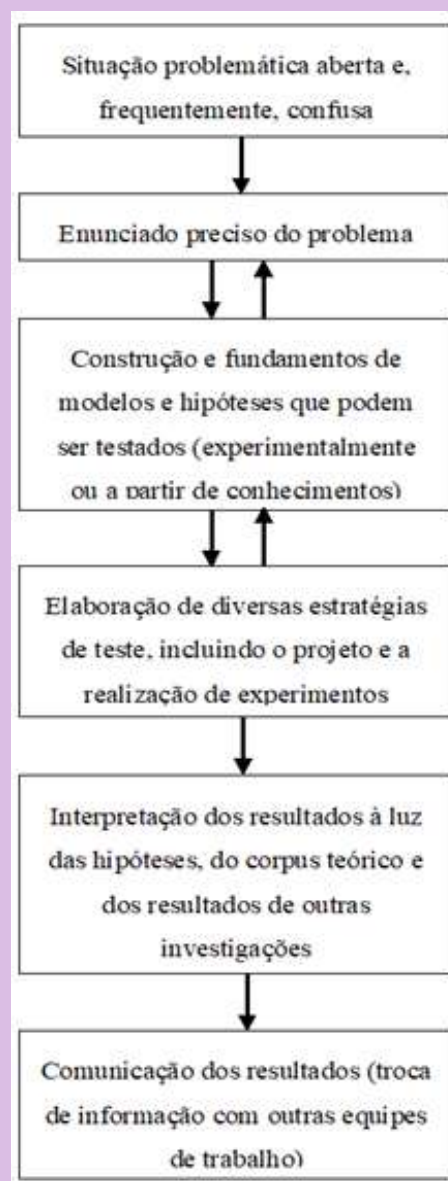 Situação problemática aberta e,
frequentemente, confusa
Enunciado preciso do problema
Construção e fundamentos de
modelos e hipóteses que podem
ser testados (experimentalmente
ou a partir de conhecimentos)
Elaboração de diversas estratégias
de teste, incluindo o projeto e a
realização de experimentos
Interpretação dos resultados à luz
das hipóteses, do corpus teórico e
dos resultados de outras
investigações
Comunicação dos resultados (troca
de informação com outras equipes
de trabalho)